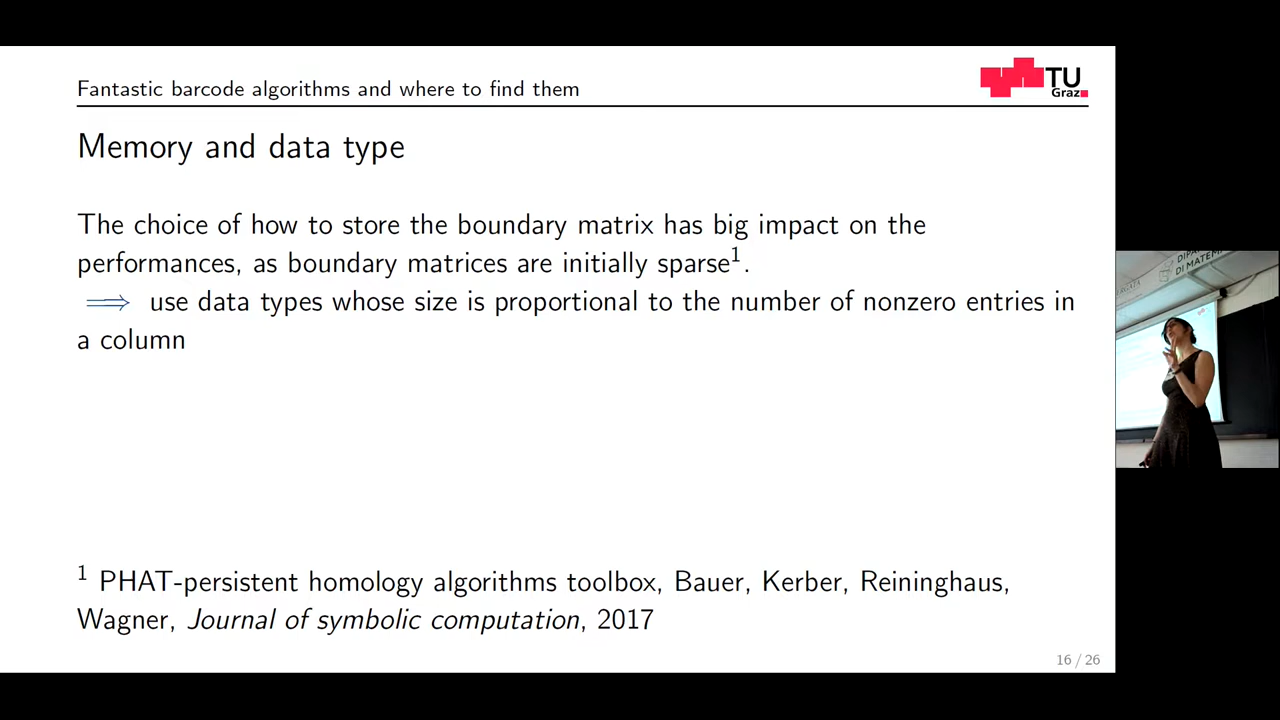 Fantastic barcode algorithms and where to find them
TU
Graz
Memory and data type
The choice of how to store the boundary matrix has big impact on the
performances, as boundary matrices are initially sparse¹.
⟹ use data types whose size is proportional to the number of nonzero entries in
a column
¹ PHAT-persistent homology algorithms toolbox, Bauer, Kerber, Reininghaus,
Wagner, Journal of symbolic computation, 2017
16 / 26